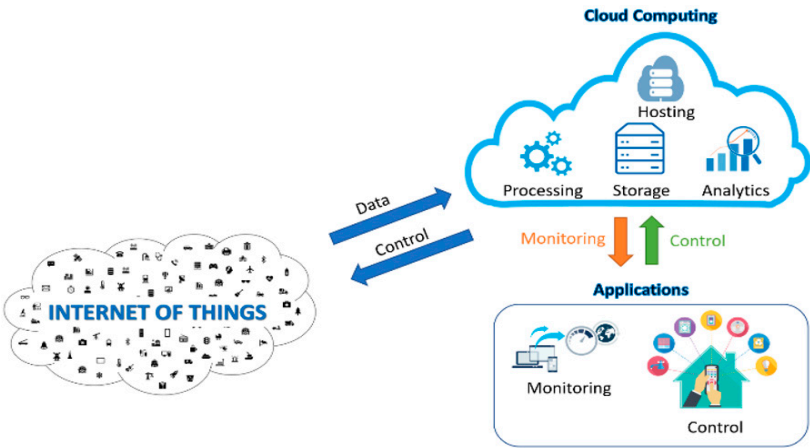 Cloud Computing
Hosting
Processing
Storage
Analytics
Data
Control
Monitoring
Control
INTERNET OF THINGS
Applications
Monitoring
Control